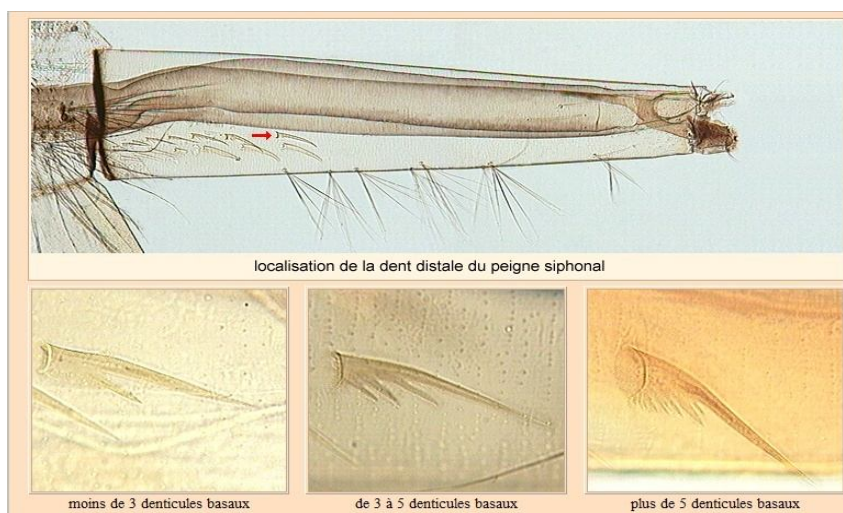 localisation de la dent distale du peigne siphonal
moins de 3 denticules basaux
de 3 à 5 denticules basaux
plus de 5 denticules basaux